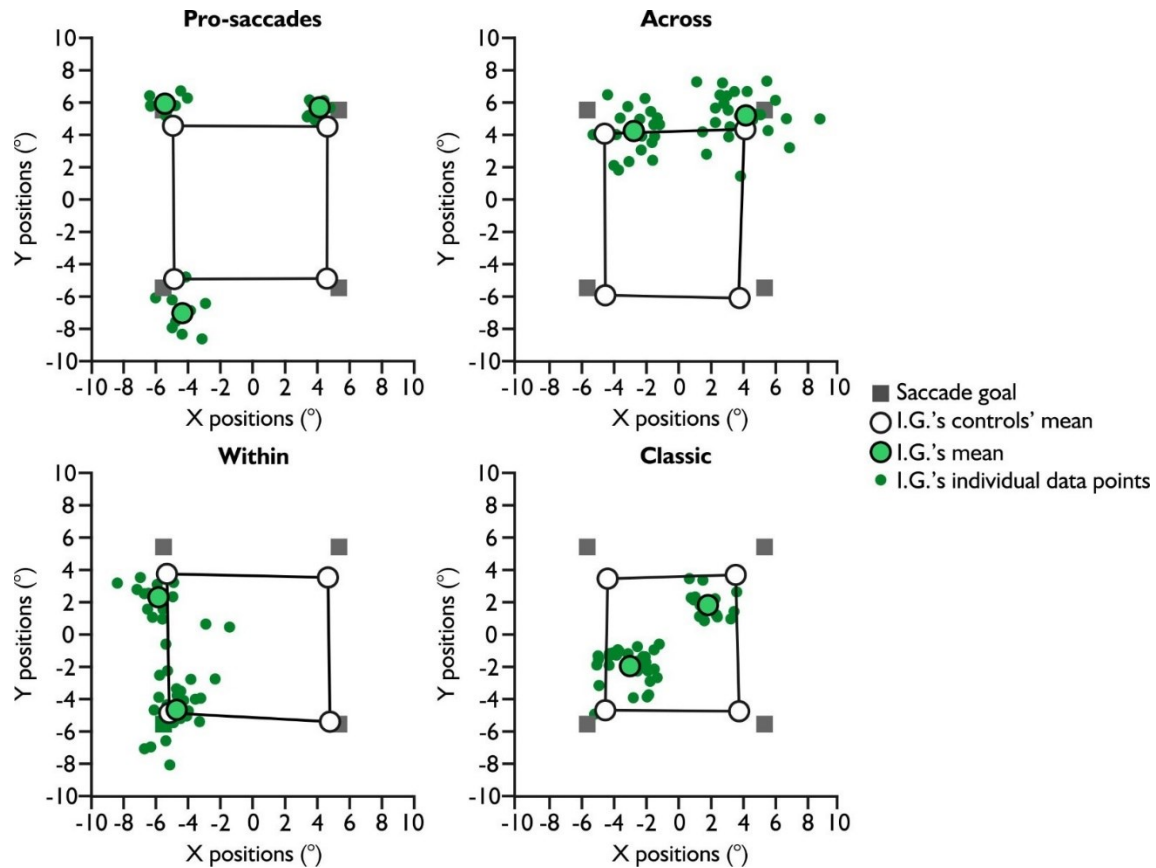 Pro-saccades
10
8
6
4
2
0
-2
-4
-6
-8
-10
Y positions (°)
-10 -8 -6 -4 -2 0 2 4 6 8 10
X positions (°)
Across
10
8
6
4
2
0
-2
-4
-6
-8
-10
Y positions (°)
-10 -8 -6 -4 -2 0 2 4 6 8 10
X positions (°)
Saccade goal
I.G.'s controls' mean
I.G.'s mean
I.G.'s individual data points
Within
10
8
6
4
2
0
-2
-4
-6
-8
-10
Y positions (°)
-10 -8 -6 -4 -2 0 2 4 6 8 10
X positions (°)
Classic
10
8
6
4
2
0
-2
-4
-6
-8
-10
Y positions (°)
-10 -8 -6 -4 -2 0 2 4 6 8 10
X positions (°)